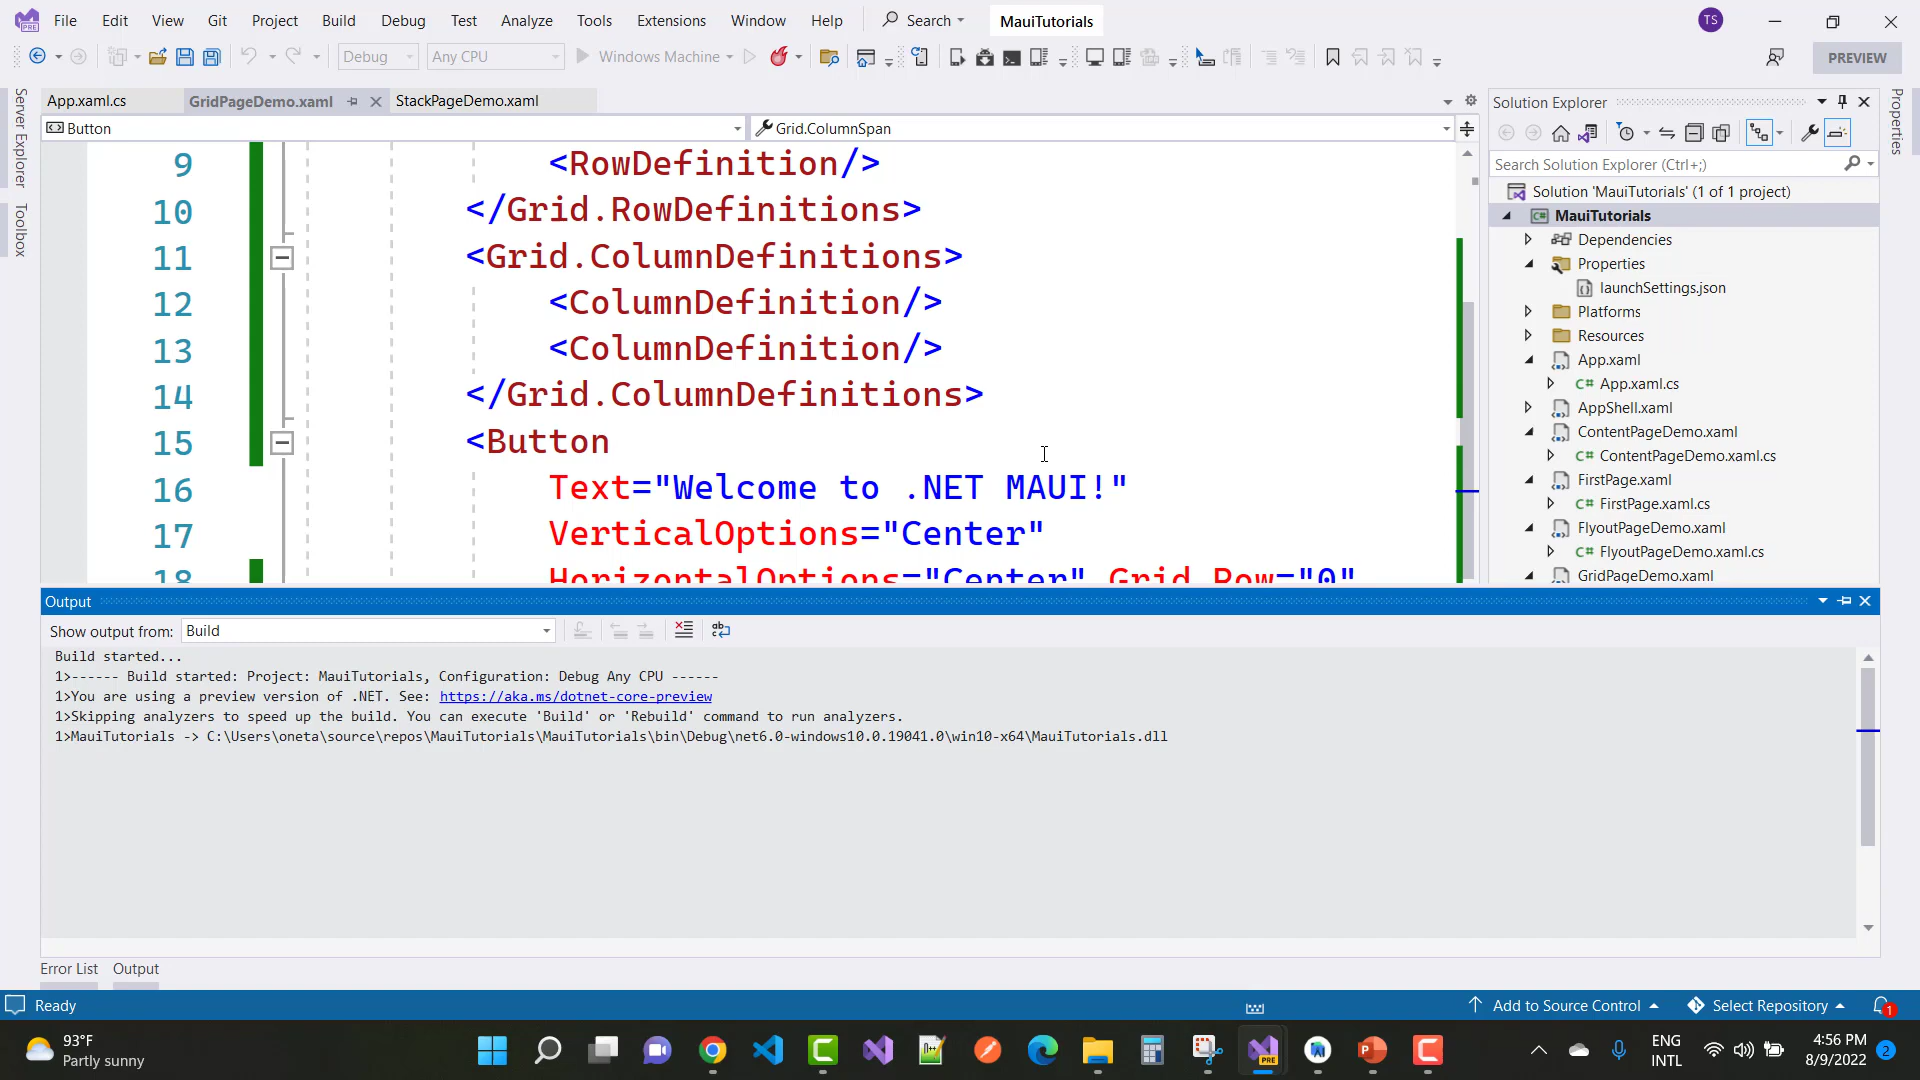 File Edit View Git Project Build Debug Test Analyze Tools Extensions Window Help Search MauiTutorials TS
Debug Any CPU Windows Machine PREVIEW
App.xaml.cs GridPageDemo.xaml StackPageDemo.xaml
Button Grid.ColumnSpan
9 <RowDefinition/>
10 </Grid.RowDefinitions>
11 <Grid.ColumnDefinitions>
12 <ColumnDefinition/>
13 <ColumnDefinition/>
14 </Grid.ColumnDefinitions>
15 <Button
16 Text="Welcome to .NET MAUI!"
17 VerticalOptions="Center"
18 HorizontalOptions="Center" Grid.Row="0"
Server Explorer
Toolbox
Solution Explorer
Search Solution Explorer (Ctrl+;)
Solution 'MauiTutorials' (1 of 1 project)
C# MauiTutorials
Dependencies
Properties
launchSettings.json
Platforms
Resources
App.xaml
C# App.xaml.cs
AppShell.xaml
ContentPageDemo.xaml
C# ContentPageDemo.xaml.cs
FirstPage.xaml
C# FirstPage.xaml.cs
FlyoutPageDemo.xaml
C# FlyoutPageDemo.xaml.cs
GridPageDemo.xaml
Properties
Output
Show output from: Build
Build started...
1>------ Build started: Project: MauiTutorials, Configuration: Debug Any CPU ------
1>You are using a preview version of .NET. See: https://aka.ms/dotnet-core-preview
1>Skipping analyzers to speed up the build. You can execute 'Build' or 'Rebuild' command to run analyzers.
1>MauiTutorials -> C:\Users\oneta\source\repos\MauiTutorials\MauiTutorials\bin\Debug\net6.0-windows10.0.19041.0\win10-x64\MauiTutorials.dll
Error List Output
Ready Add to Source Control Select Repository 1
93°F
Partly sunny
PRE
ENG
INTL
4:56 PM
8/9/2022
2